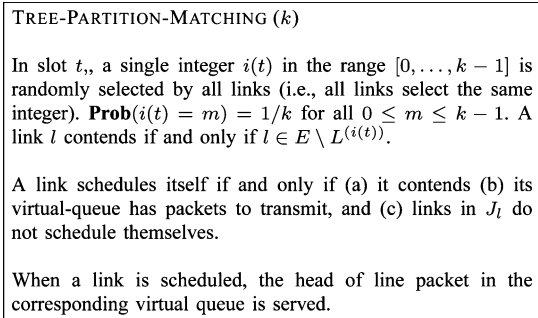 TREE-PARTITION-MATCHING (k)
In slot t,, a single integer i(t) in the range [0, . . . , k − 1] is
randomly selected by all links (i.e., all links select the same
integer). Prob(i(t) = m) = 1/k for all 0 ≤ m ≤ k − 1. A
link l contends if and only if l ∈ E \ L^(i(t)).
A link schedules itself if and only if (a) it contends (b) its
virtual-queue has packets to transmit, and (c) links in J_l do
not schedule themselves.
When a link is scheduled, the head of line packet in the
corresponding virtual queue is served.